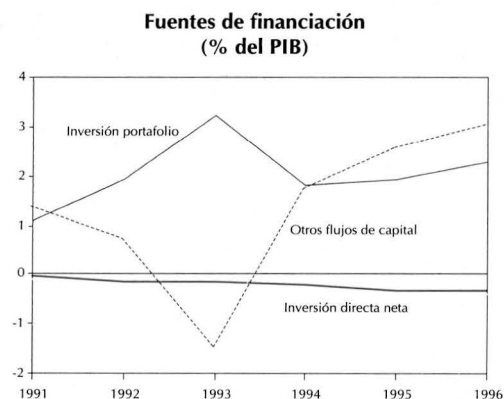 Fuentes de financiación
(% del PIB)
4
3
2
1
0
-1
-2
Inversión portafolio
Otros flujos de capital
Inversión directa neta
1991 1992 1993 1994 1995 1996